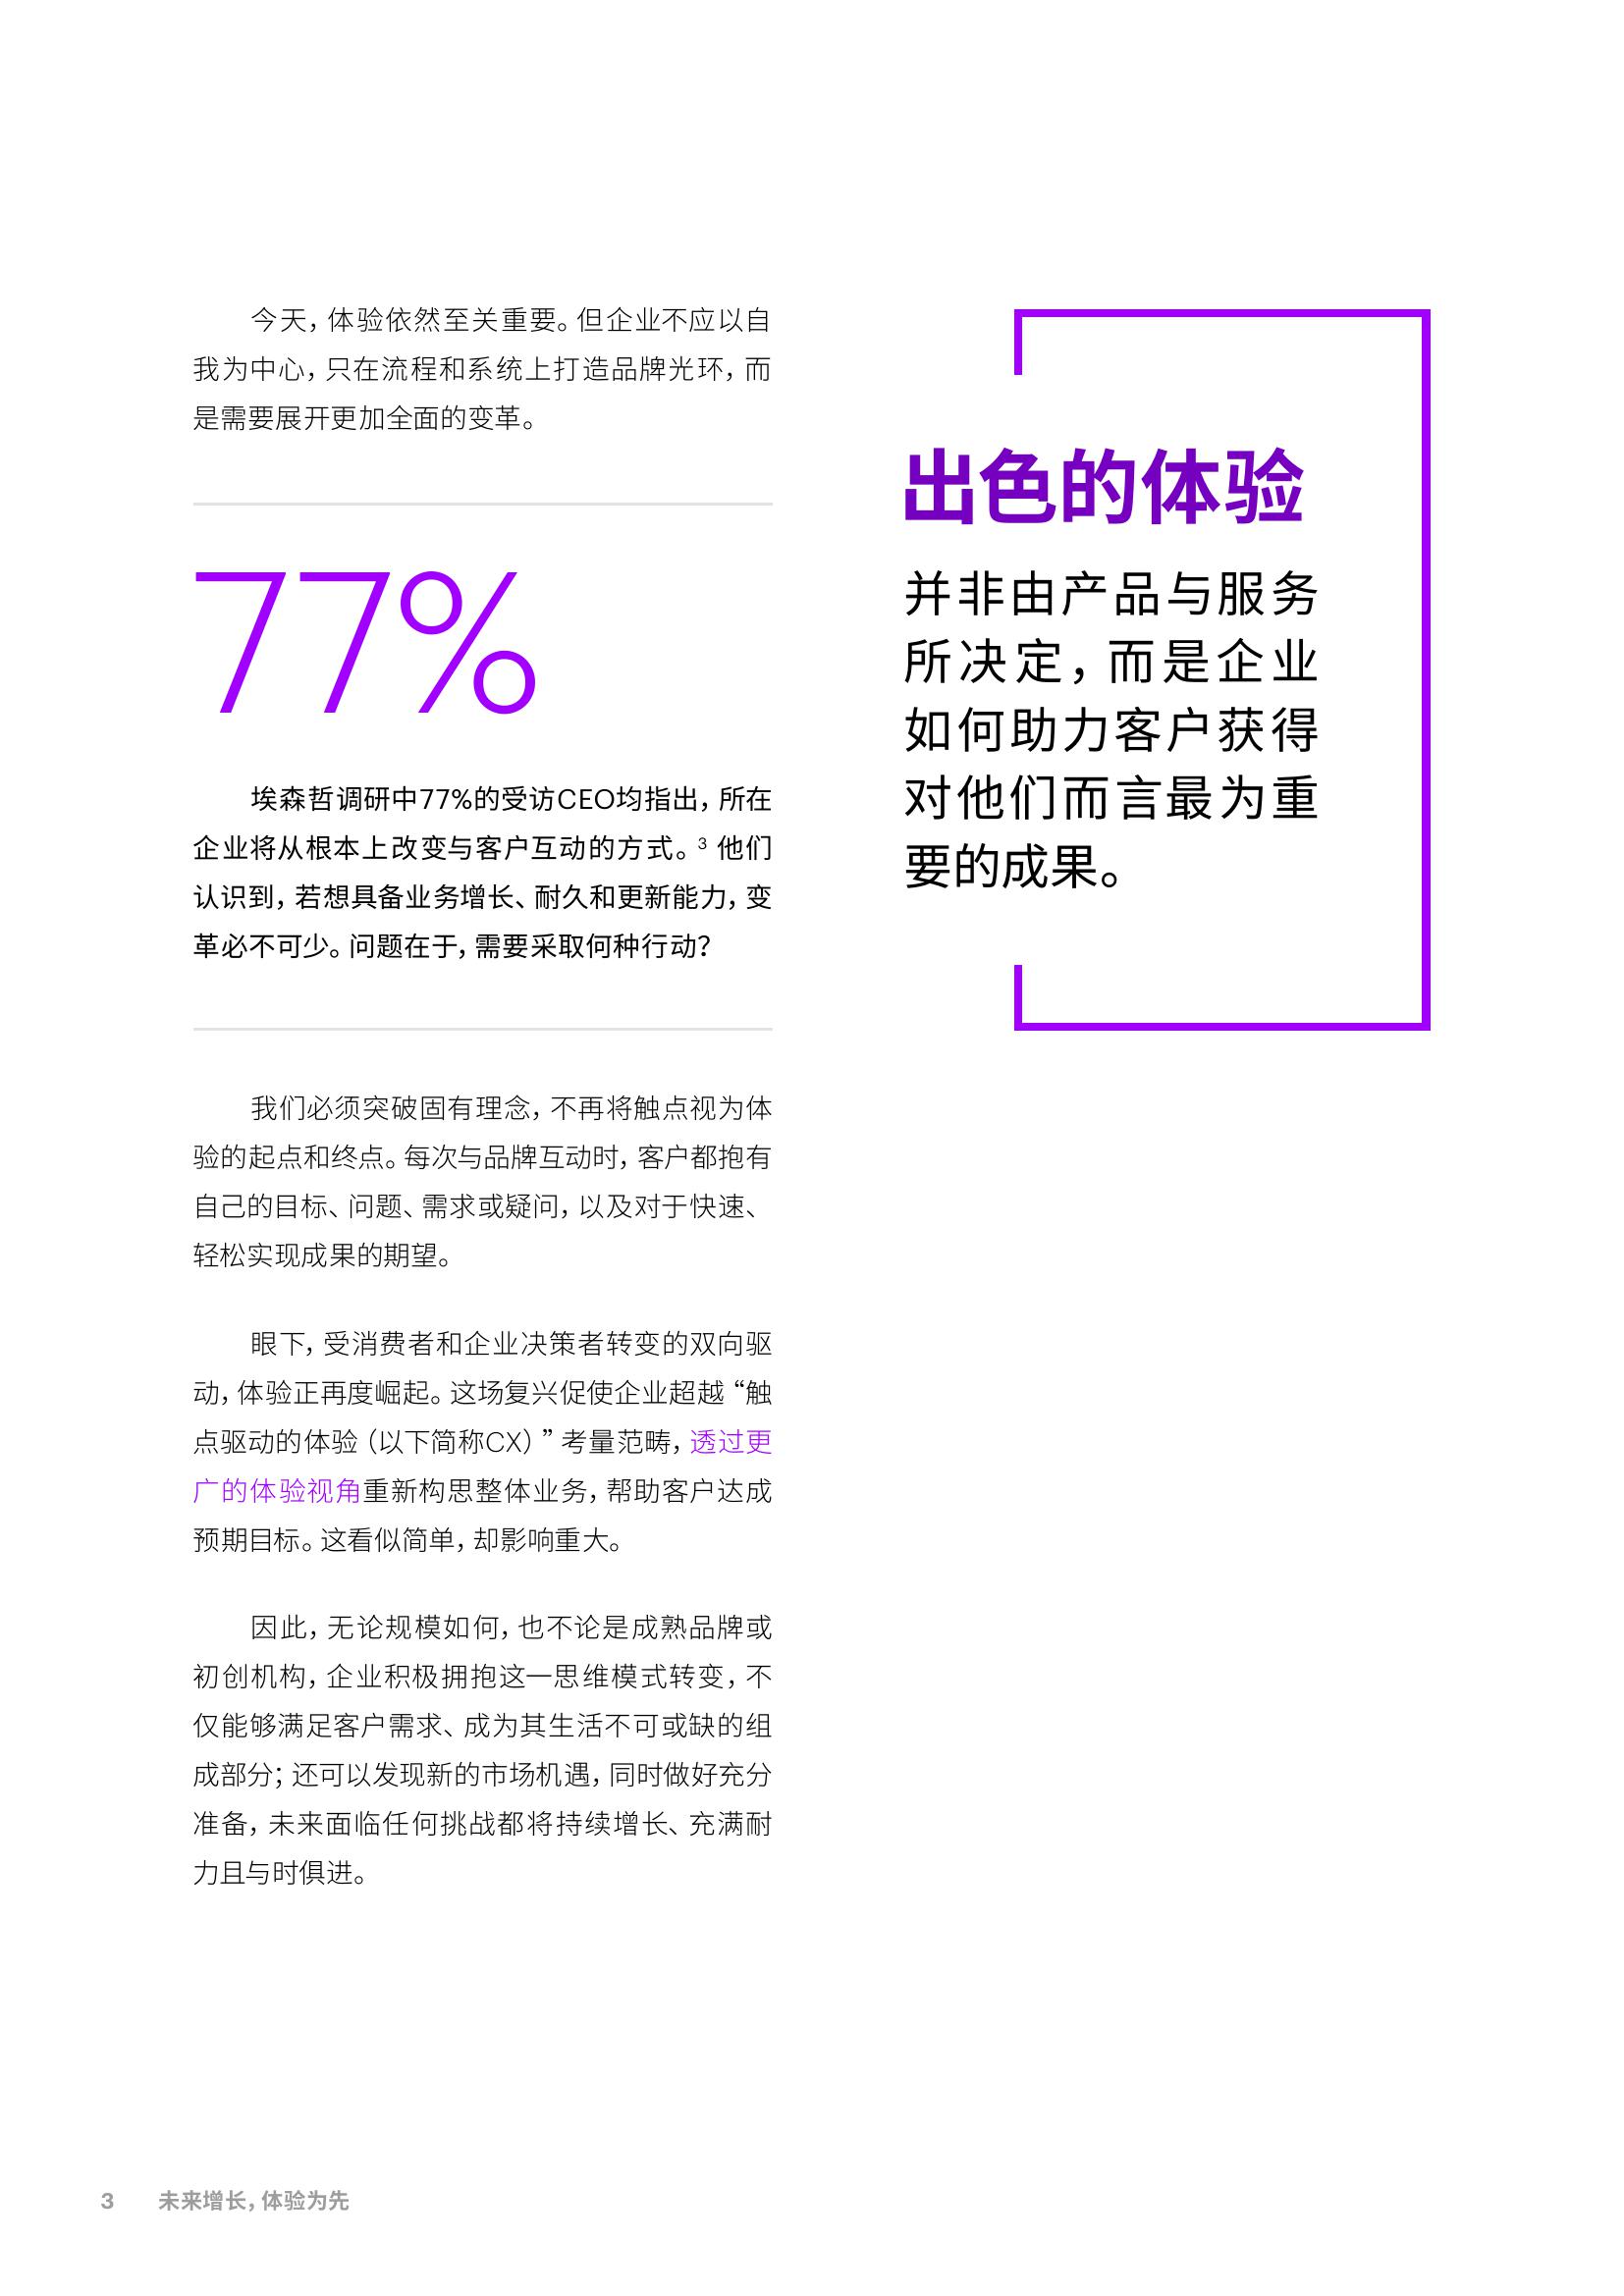 今天，体验依然至关重要。但企业不应以自
我为中心，只在流程和系统上打造品牌光环，而
是需要展开更加全面的变革。
77%
埃森哲调研中77%的受访CEO均指出，所在
企业将从根本上改变与客户互动的方式。³ 他们
认识到，若想具备业务增长、耐久和更新能力，变
革必不可少。问题在于，需要采取何种行动？
我们必须突破固有理念，不再将触点视为体
验的起点和终点。每次与品牌互动时，客户都抱有
自己的目标、问题、需求或疑问，以及对于快速、
轻松实现成果的期望。
眼下，受消费者和企业决策者转变的双向驱
动，体验正再度崛起。这场复兴促使企业超越“触
点驱动的体验（以下简称CX）”考量范畴，透过更
广的体验视角重新构思整体业务，帮助客户达成
预期目标。这看似简单，却影响重大。
因此，无论规模如何，也不论是成熟品牌或
初创机构，企业积极拥抱这一思维模式转变，不
仅能够满足客户需求、成为其生活不可或缺的组
成部分；还可以发现新的市场机遇，同时做好充分
准备，未来面临任何挑战都将持续增长、充满耐
力且与时俱进。
出色的体验
并非由产品与服务
所决定，而是企业
如何助力客户获得
对他们而言最为重
要的成果。
3 未来增长，体验为先